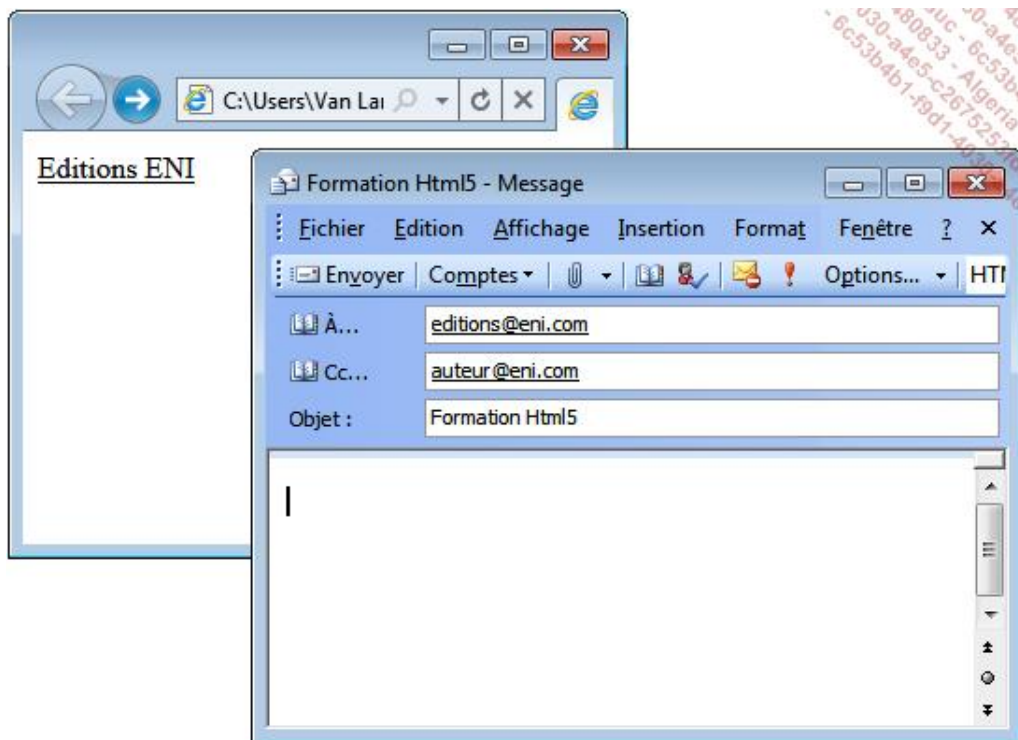 C:\Users\Van Lai
Editions ENI
Formation Html5 - Message
Fichier Edition Affichage Insertion Format Fenêtre ?
Envoyer Comptes Options... HTM
À... editions@eni.com
Cc... auteur@eni.com
Objet : Formation Html5